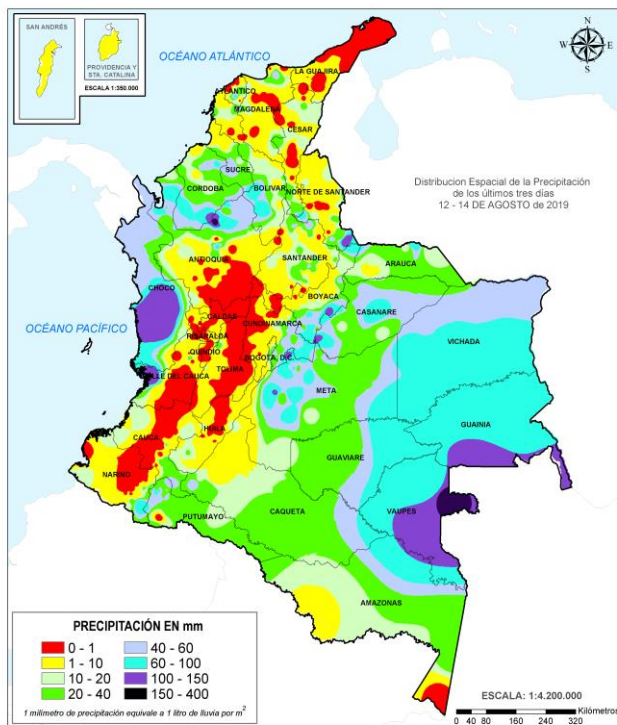 SAN ANDRÉS
PROVIDENCIA Y
STA. CATALINA
ESCALA 1:350.000
OCÉANO ATLÁNTICO
N
W E
S
LA GUAJIRA
ATLANTICO
MAGDALENA
CESAR
SUCRE
CORDOBA
BOLIVAR
NORTE DE SANTANDER
Distribucion Espacial de la Precipitación
de los últimos tres días
12 - 14 DE AGOSTO de 2019
ANTIOQUIA
SANTANDER
ARAUCA
CHOCO
BOYACA
CASANARE
OCÉANO PACÍFICO
CALDAS
CUNDINAMARCA
RISARALDA
VICHADA
QUINDIO
BOGOTA, D.C.
TOLIMA
VALLE DEL CAUCA
META
GUAINIA
HUILA
CAUCA
GUAVIARE
NARIÑO
CAQUETA
VAUPES
PUTUMAYO
AMAZONAS
PRECIPITACIÓN EN mm
0 - 1 40 - 60
1 - 10 60 - 100
10 - 20 100 - 150
20 - 40 150 - 400
1 milímetro de precipitación equivale a 1 litro de lluvia por m²
ESCALA: 1:4.200.000
Kilómetros
0 40 80 160 240 320